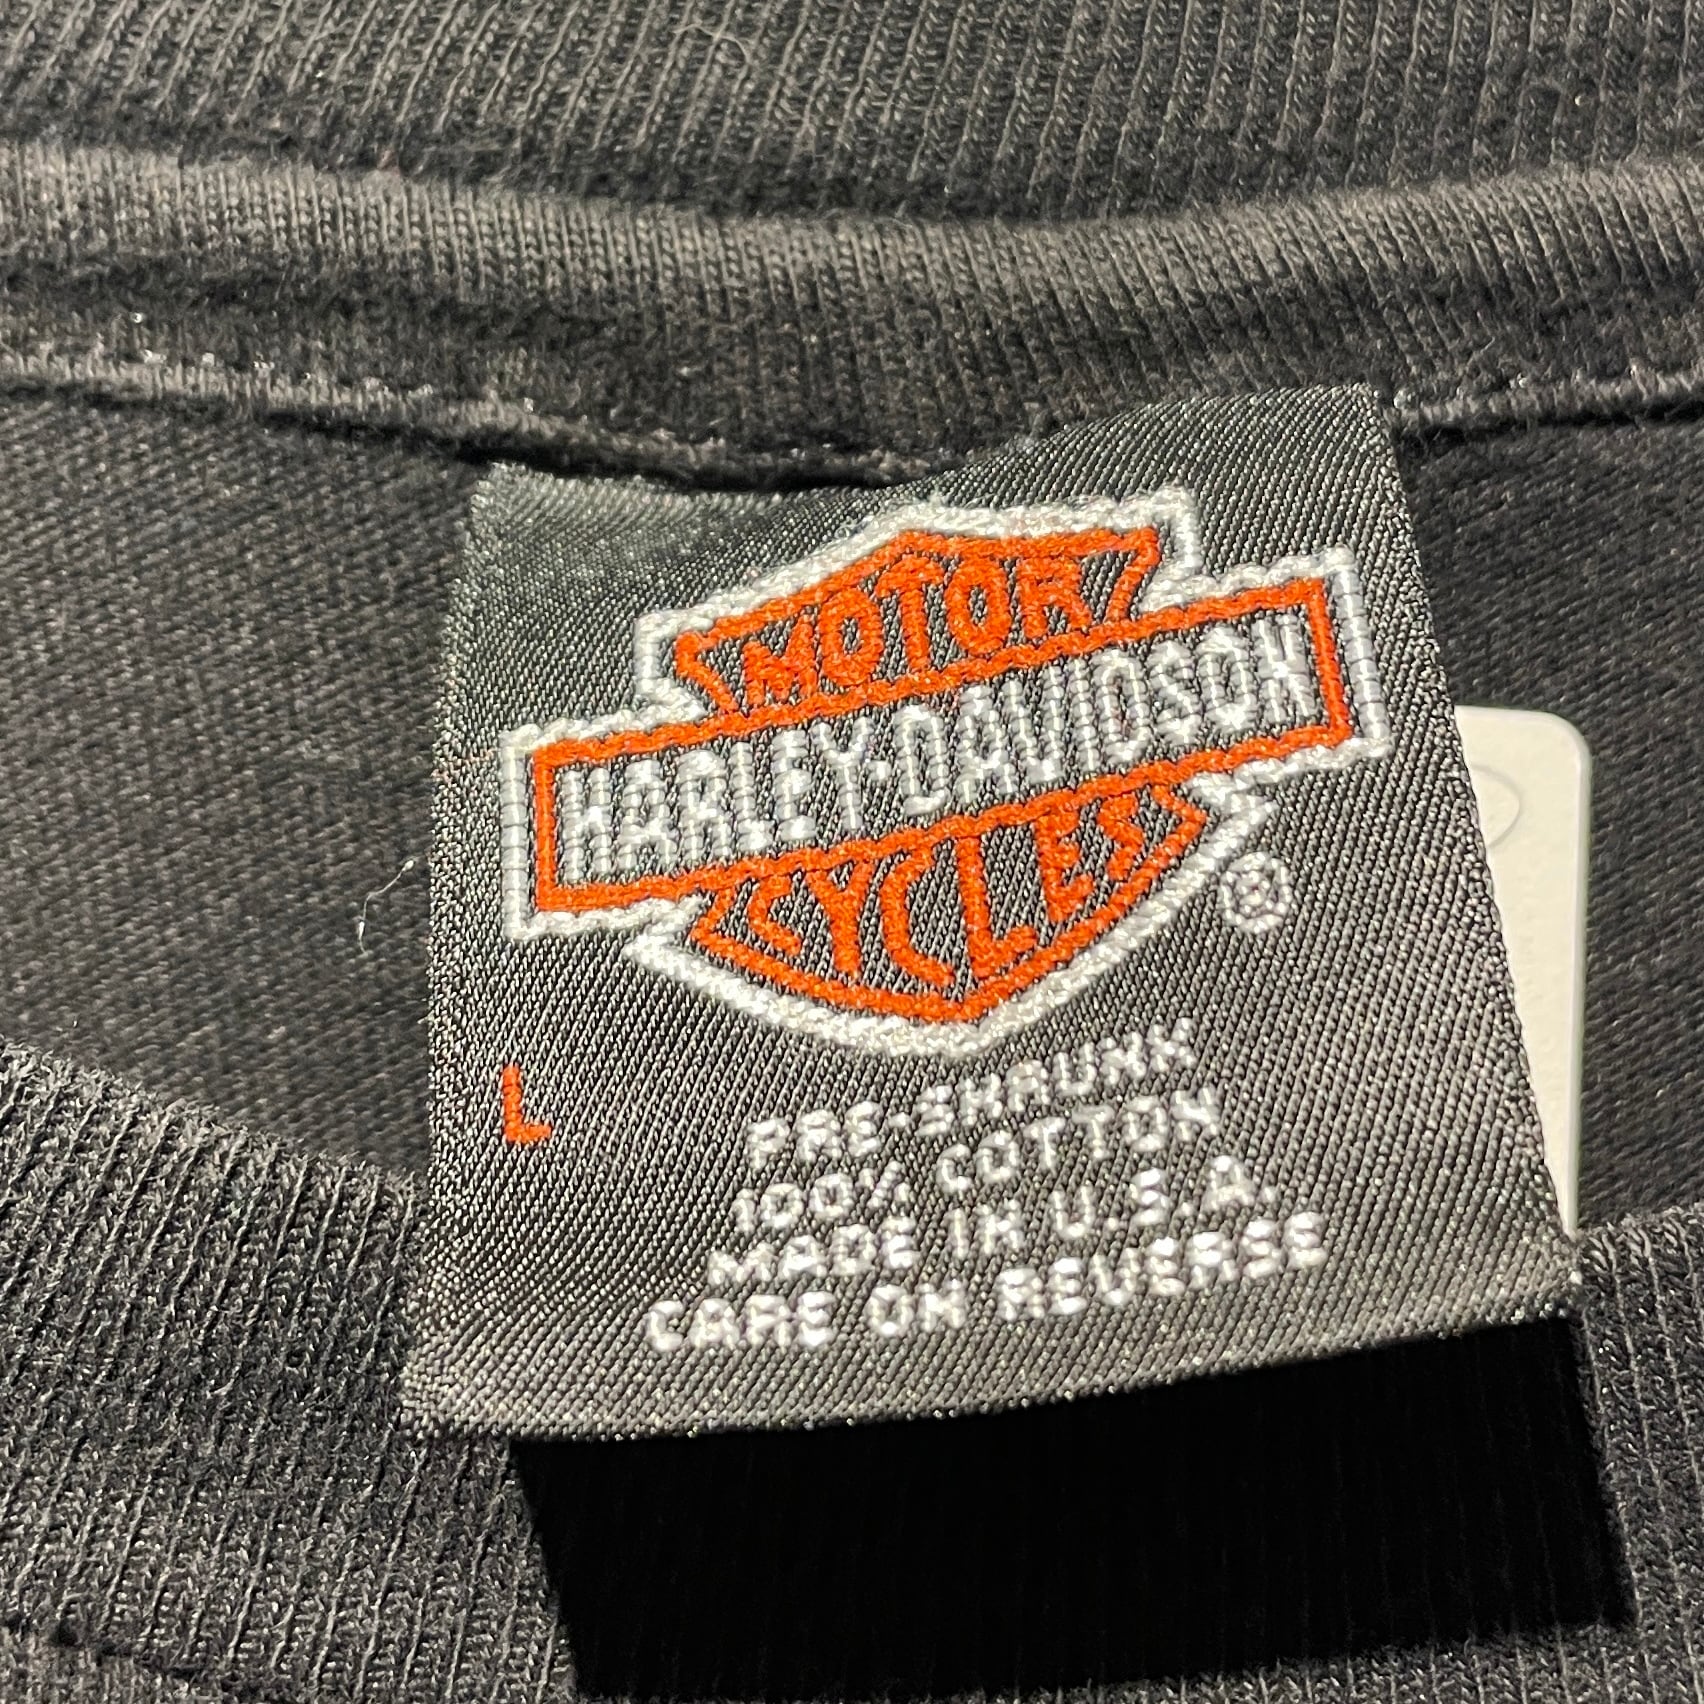 MOTOR
HARLEY-DAVIDSON
CYCLES
®
L
PRE-SHRUNK
100% COTTON
MADE IN U.S.A.
CARE ON REVERSE